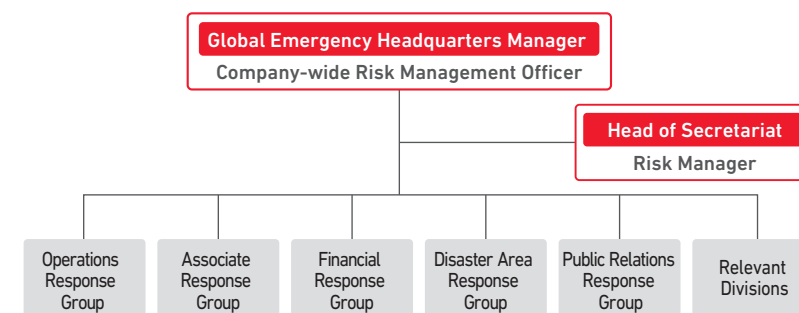 Global Emergency Headquarters Manager
Company-wide Risk Management Officer
Head of Secretariat
Risk Manager
Operations
Response
Group
Associate
Response
Group
Financial
Response
Group
Disaster Area
Response
Group
Public Relations
Response
Group
Relevant
Divisions